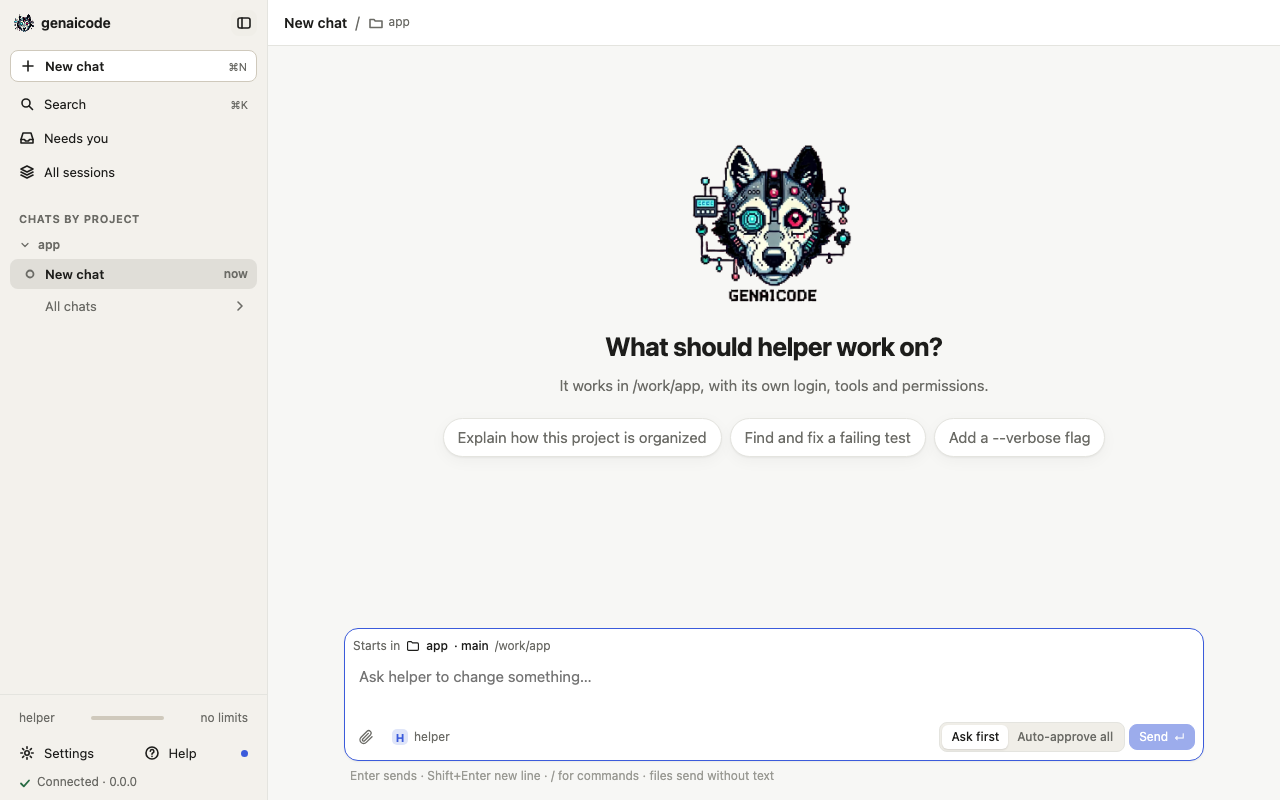 genaicode
New chat ⌘N
Search ⌘K
Needs you
All sessions
CHATS BY PROJECT
app
New chat now
All chats
helper no limits
Settings Help
Connected · 0.0.0
New chat / app
GENAICODE
What should helper work on?
It works in /work/app, with its own login, tools and permissions.
Explain how this project is organized Find and fix a failing test Add a --verbose flag
Starts in app · main /work/app
Ask helper to change something...
H helper Ask first Auto-approve all Send ↵
Enter sends · Shift+Enter new line · / for commands · files send without text